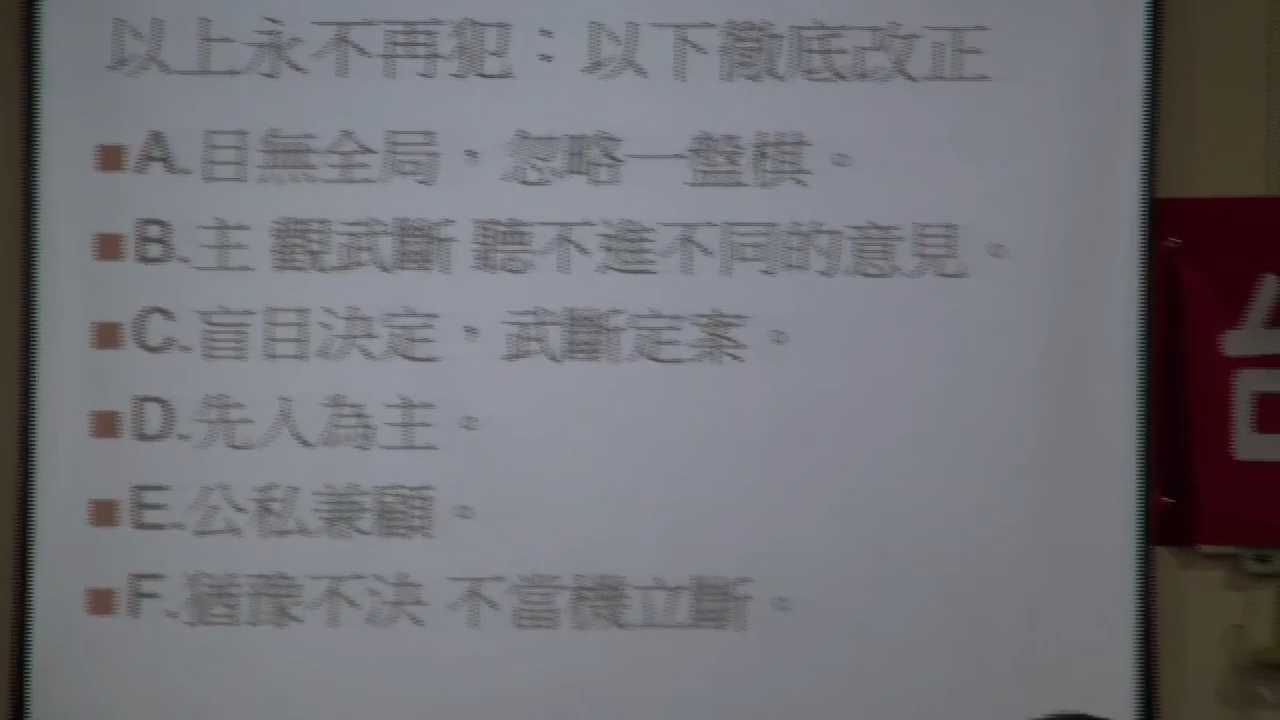 以上永不再犯：以下徹底改正
A.目無全局，忽略一盤棋。
B.主 觀武斷 聽不進不同的意見。
C.盲目決定，武斷定案。
D.先人為主。
E.公私兼顧。
F.猶豫不決 不當機立斷。